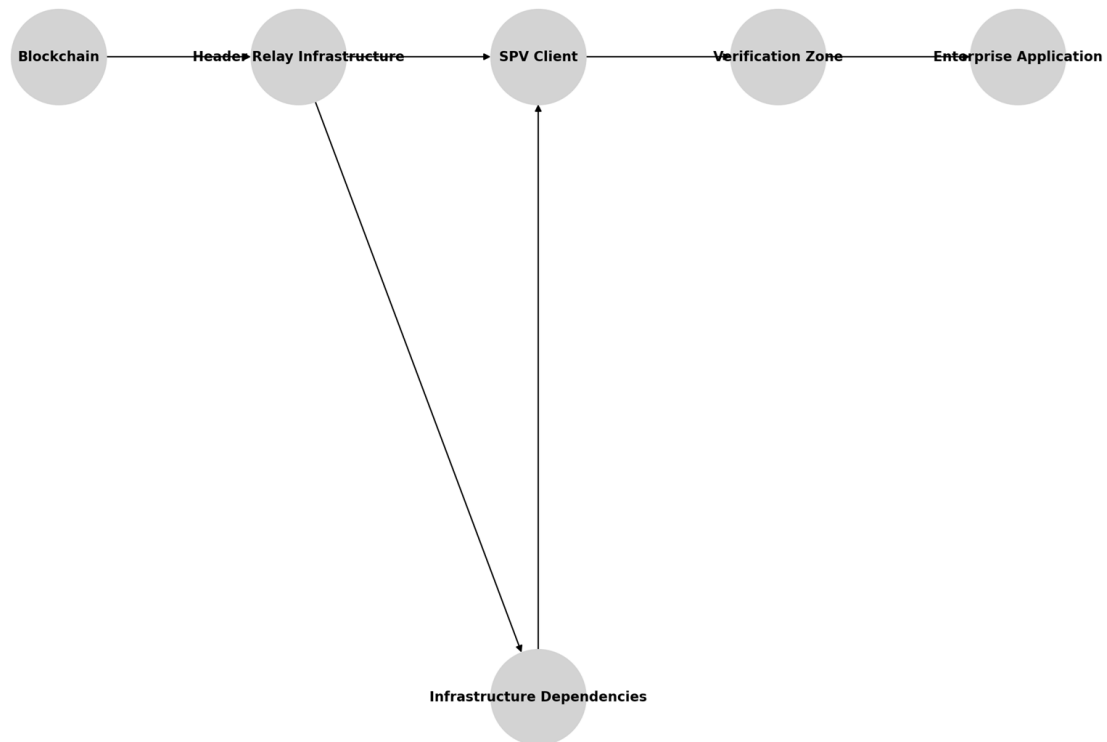 Blockchain
Header Relay Infrastructure
SPV Client
Verification Zone
Enterprise Application
Infrastructure Dependencies